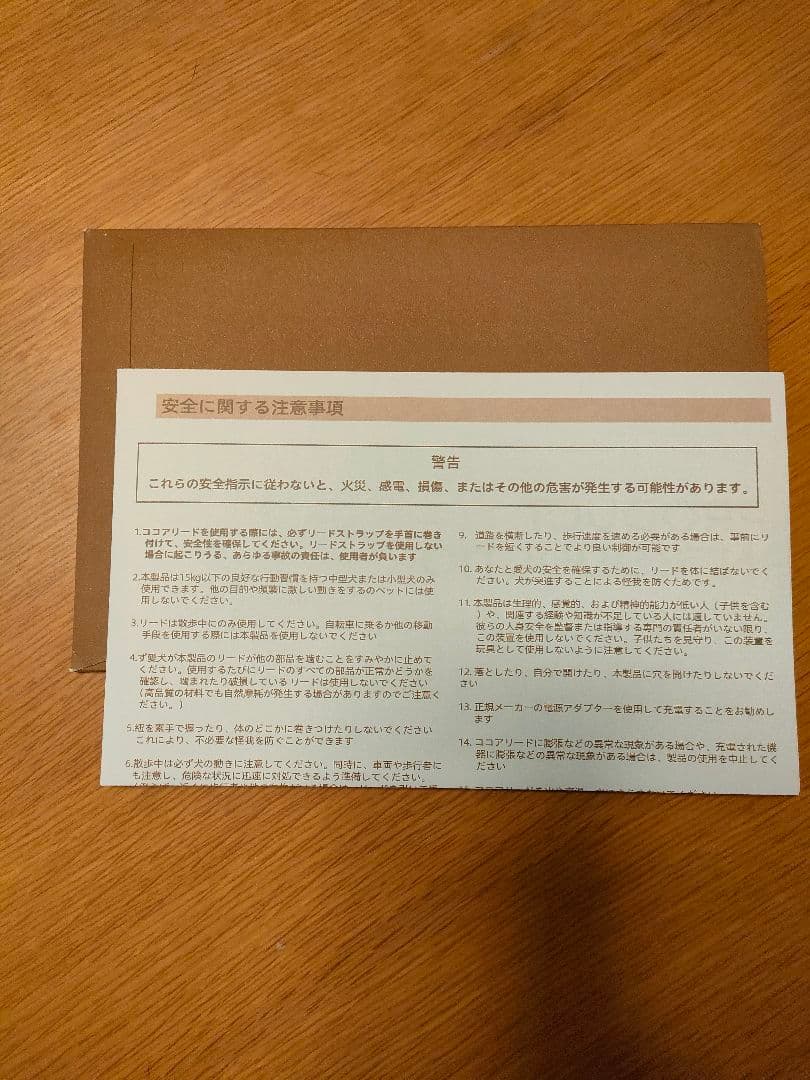 安全に関する注意事項
警告
これらの安全指示に従わないと、火災、感電、損傷、またはその他の危害が発生する可能性があります。
1.ココアリードを使用する際には、必ずリードストラップを手首に巻き
付けて、安全性を確保してください。リードストラップを使用しない
場合に起こりうる、あらゆる事故の責任は、使用者が負います
2.本製品は15kg以下の良好な行動習慣を持つ中型犬または小型犬のみ
使用できます。他の目的や頻繁に激しい動きをするのペットには使
用しないでください。
3.リードは散歩中にのみ使用してください。自転車に乗るか他の移動
手段を使用する際には本製品を使用しないでください
4.ず愛犬が本製品のリードが他の部品を噛むことをすみやかに止めて
ください。使用するたびにリードのすべての部品が正常かどうかを
確認し、噛まれたり破損している リードは使用しないでください
（高品質の材料でも自然摩耗が発生する場合がありますのでご注意く
ださい。）
5.紐を素手で握ったり、体のどこかに巻きつけたりしないでください
これにより、不必要な怪我を防ぐことができます
6.散歩中は必ず犬の動きに注意してください。同時に、車両や歩行者に
も注意し、危険な状況に迅速に対処できるよう準備してください。
9. 道路を横断したり、歩行速度を速める必要がある場合は、事前にリ
ードを短くすることでより良い制御が可能です
10. あなたと愛犬の安全を確保するために、リードを体に結ばないでく
ださい。犬が突進することによる怪我を防ぐためです。
11. 本製品は生理的、感覚的、および精神的能力が低い人（子供を含む
）や、関連する経験や知識が不足している人には適していません。
彼らの人身安全を監督または指導する専門の責任者がいない限り、
この装置を使用しないでください。子供たちを見守り、この装置を
玩具として使用しないように注意してください。
12. 落としたり、自分で開けたり、本製品に穴を開けたりしないでくだ
さい
13. 正規メーカーの電源アダプターを使用して充電することをお勧めし
ます
14. ココアリードに膨張などの異常な現象がある場合や、充電された機
器に膨張などの異常な現象がある場合は、製品の使用を中止してく
ださい